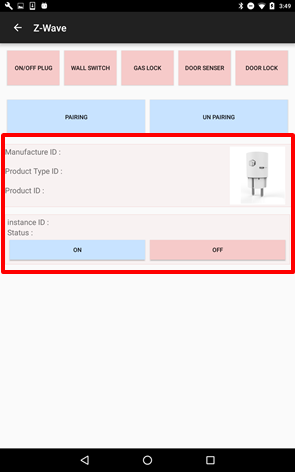 3:49
Z-Wave
ON/OFF PLUG WALL SWITCH GAS LOCK DOOR SENSER DOOR LOCK
PAIRING UN PAIRING
Manufacture ID :
Product Type ID :
Product ID :
instance ID :
Status :
ON OFF